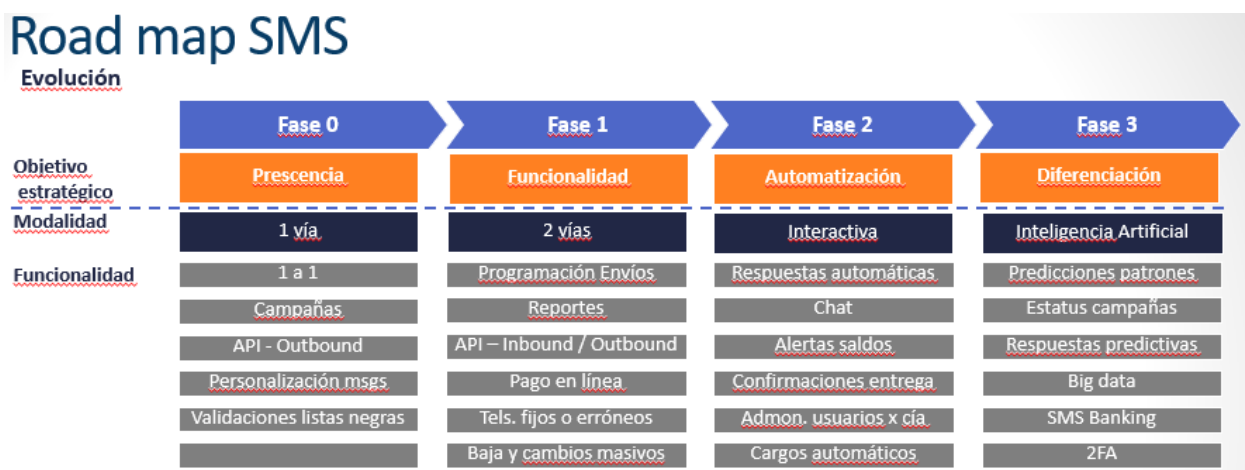 Road map SMS
Evolución
Fase 0 Fase 1 Fase 2 Fase 3
Objetivo
estratégico
Prescencia Funcionalidad Automatización Diferenciación
Modalidad
1 vía 2 vías Interactiva Inteligencia Artificial
Funcionalidad
1 a 1 Programación Envíos Respuestas automáticas Predicciones patrones
Campañas Reportes Chat Estatus campañas
API - Outbound API – Inbound / Outbound Alertas saldos Respuestas predictivas
Personalización msgs Pago en línea Confirmaciones entrega Big data
Validaciones listas negras Tels. fijos o erróneos Admon. usuarios x cía SMS Banking
Baja y cambios masivos Cargos automáticos 2FA